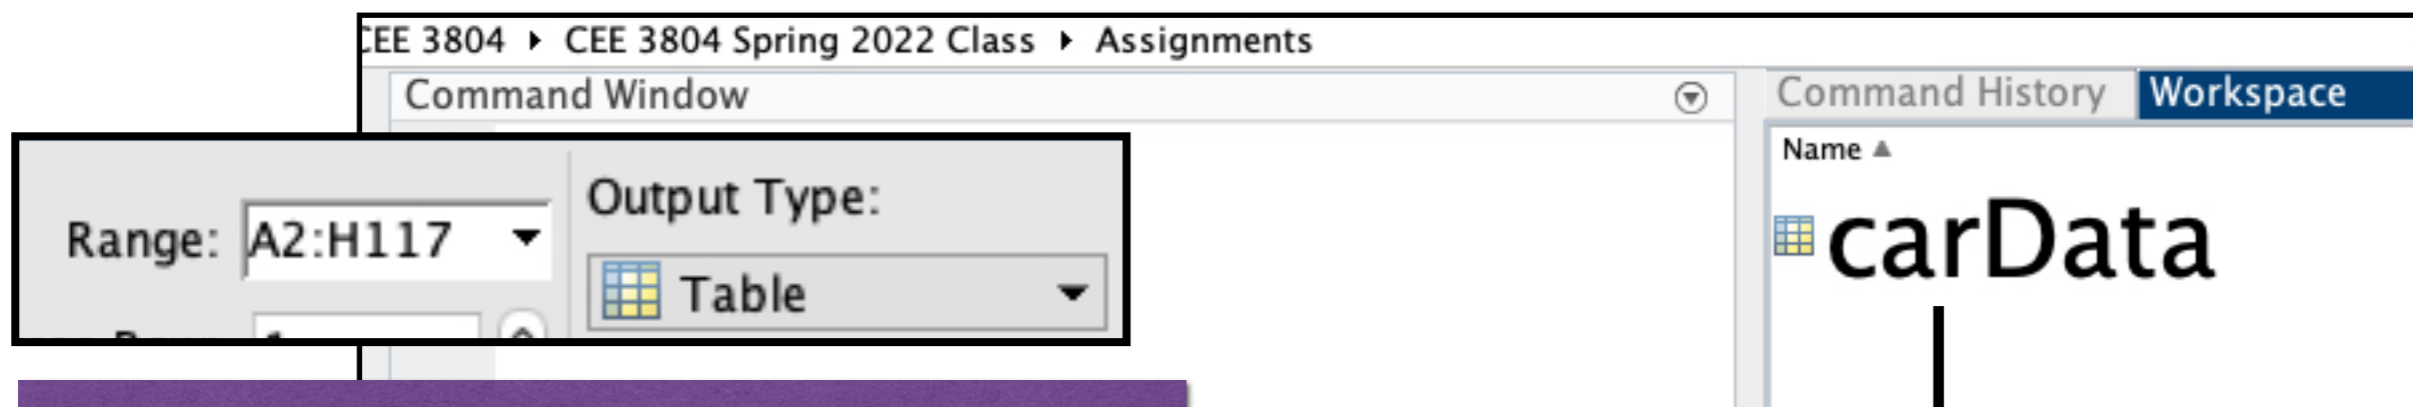 CEE 3804 ▸ CEE 3804 Spring 2022 Class ▸ Assignments
Command Window
Command History
Workspace
Name
Output Type:
Range: A2:H117
Table
carData